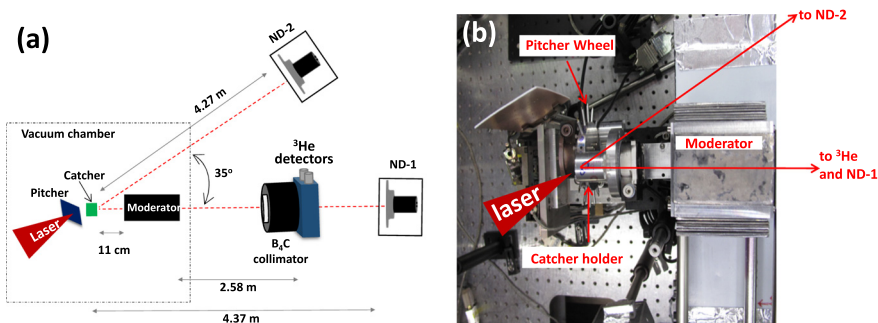 (a)
ND-2
4.27 m
Vacuum chamber
Catcher
Pitcher
Laser
Moderator
11 cm
35°
³He
detectors
ND-1
B₄C
collimator
2.58 m
4.37 m
(b)
Pitcher Wheel
to ND-2
Moderator
to ³He
and ND-1
laser
Catcher holder